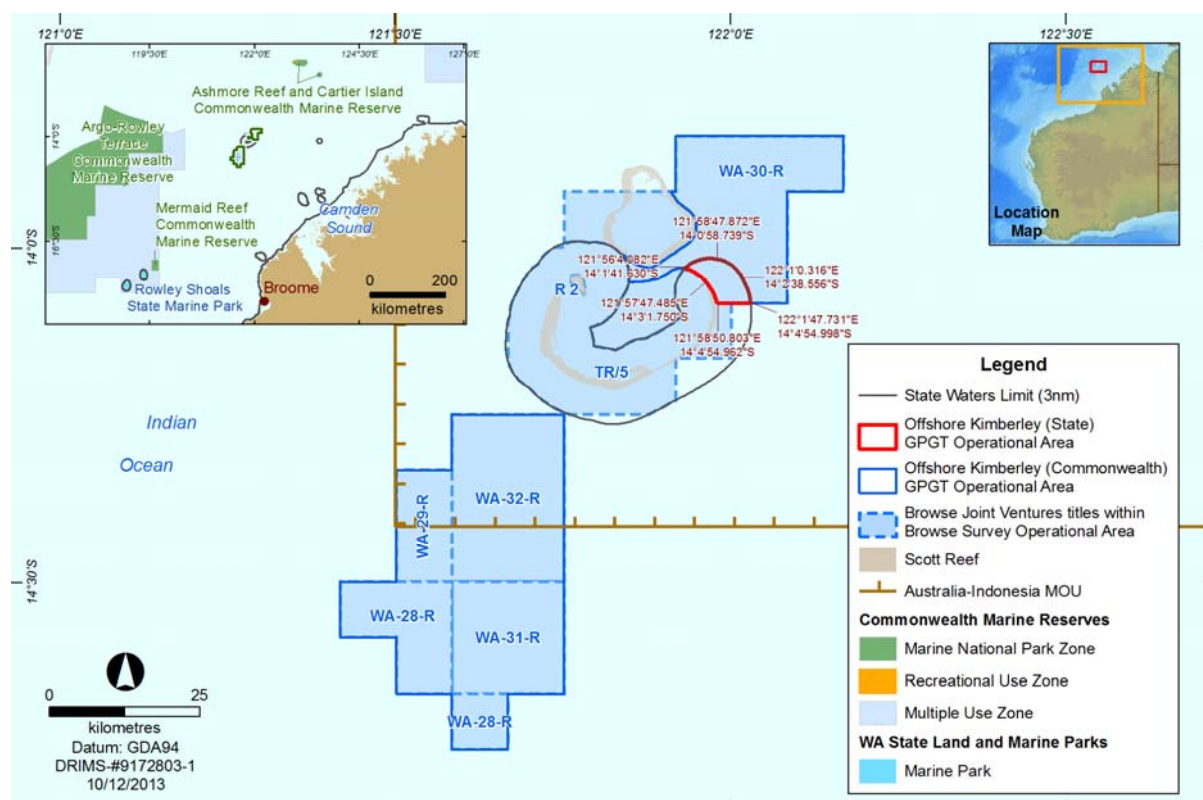 121°0'E
121°30'E
122°0'E
122°30'E
119°30'E
122°0'E
124°30'E
127°0'E
14°0'S
16°30'S
Ashmore Reef and Cartier Island
Commonwealth Marine Reserve
Argo-Rowley
Terrace
Commonwealth
Marine Reserve
Mermaid Reef
Commonwealth
Marine Reserve
Camden
Sound
Rowley Shoals
State Marine Park
Broome
0 200
kilometres
Location
Map
14°0'S
14°30'S
WA-30-R
121°58'47.872"E
14°0'58.739"S
121°56'4.082"E
14°1'41.630"S
122°1'0.316"E
14°2'38.556"S
R 2
121°57'47.485"E
14°3'1.750"S
122°1'47.731"E
14°4'54.998"S
121°58'50.803"E
14°4'54.962"S
TR/5
Indian
Ocean
WA-32-R
WA-29-R
WA-28-R
WA-31-R
WA-28-R
Legend
State Waters Limit (3nm)
Offshore Kimberley (State)
GPGT Operational Area
Offshore Kimberley (Commonwealth)
GPGT Operational Area
Browse Joint Ventures titles within
Browse Survey Operational Area
Scott Reef
Australia-Indonesia MOU
Commonwealth Marine Reserves
Marine National Park Zone
Recreational Use Zone
Multiple Use Zone
WA State Land and Marine Parks
Marine Park
0 25
kilometres
Datum: GDA94
DRIMS-#9172803-1
10/12/2013